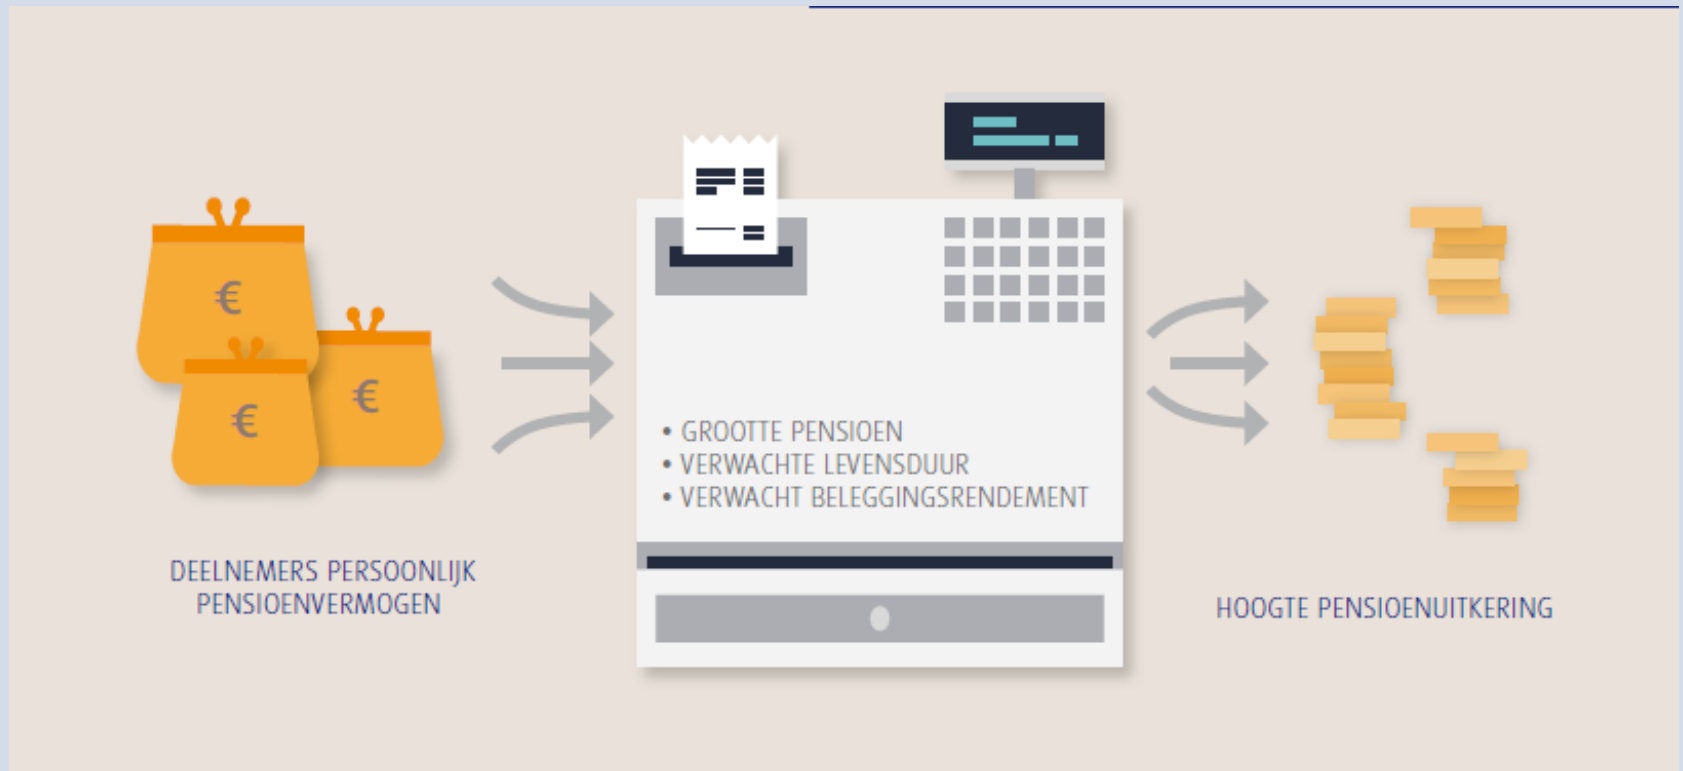 €
€
€
• GROOTTE PENSIOEN
• VERWACHTE LEVENSDUUR
• VERWACHT BELEGGINGSRENDEMENT
DEELNEMERS PERSOONLIJK
PENSIOENVERMOGEN
HOOGTE PENSIOENUITKERING